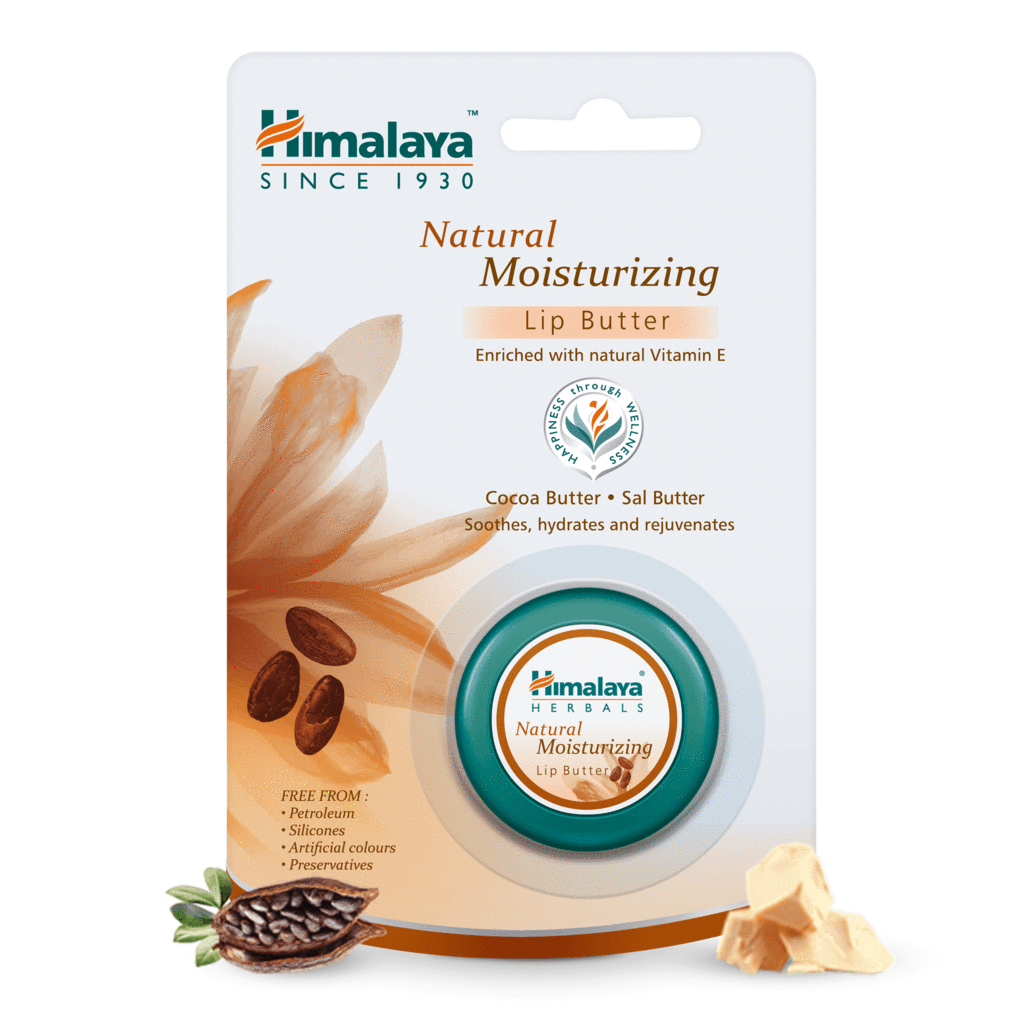 Himalaya™
SINCE 1930
Natural
Moisturizing
Lip Butter
Enriched with natural Vitamin E
HAPPINESS through WELLNESS
Cocoa Butter • Sal Butter
Soothes, hydrates and rejuvenates
Himalaya®
HERBALS
Natural
Moisturizing
Lip Butter
FREE FROM :
• Petroleum
• Silicones
• Artificial colours
• Preservatives